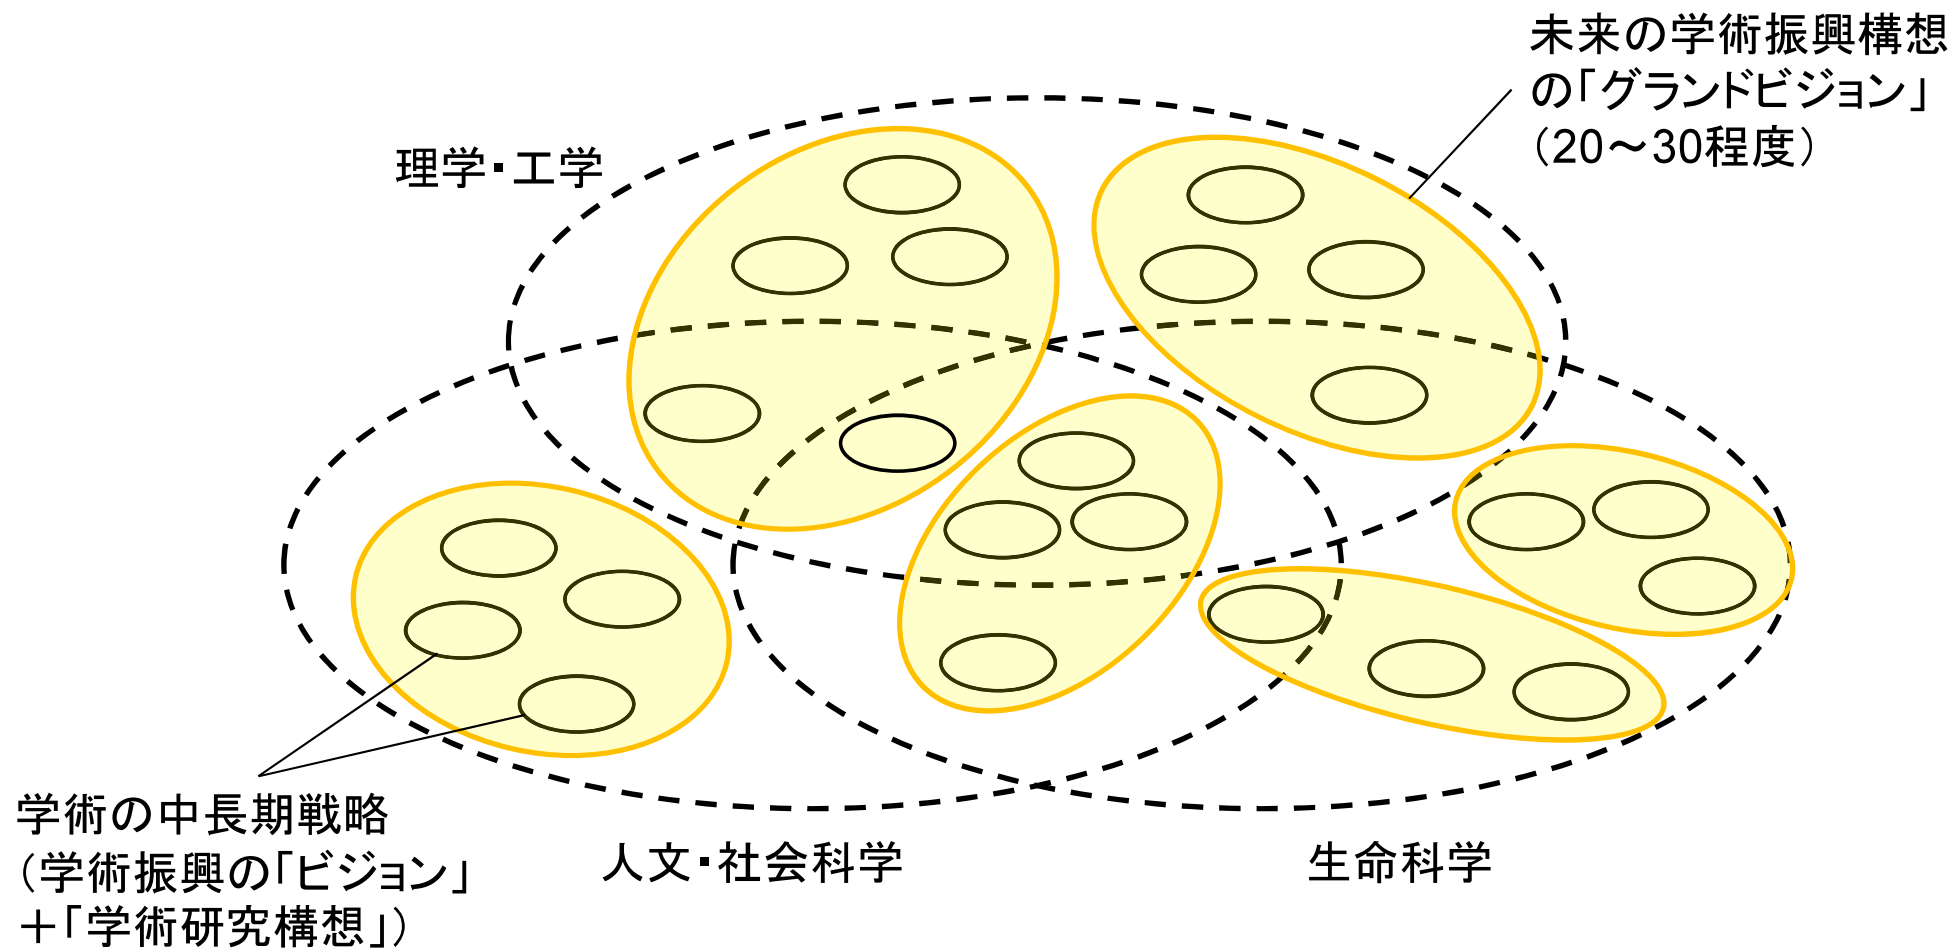 未来の学術振興構想
の「グランドビジョン」
（20～30程度）
理学・工学
学術の中長期戦略
（学術振興の「ビジョン」
＋「学術研究構想」）
人文・社会科学
生命科学